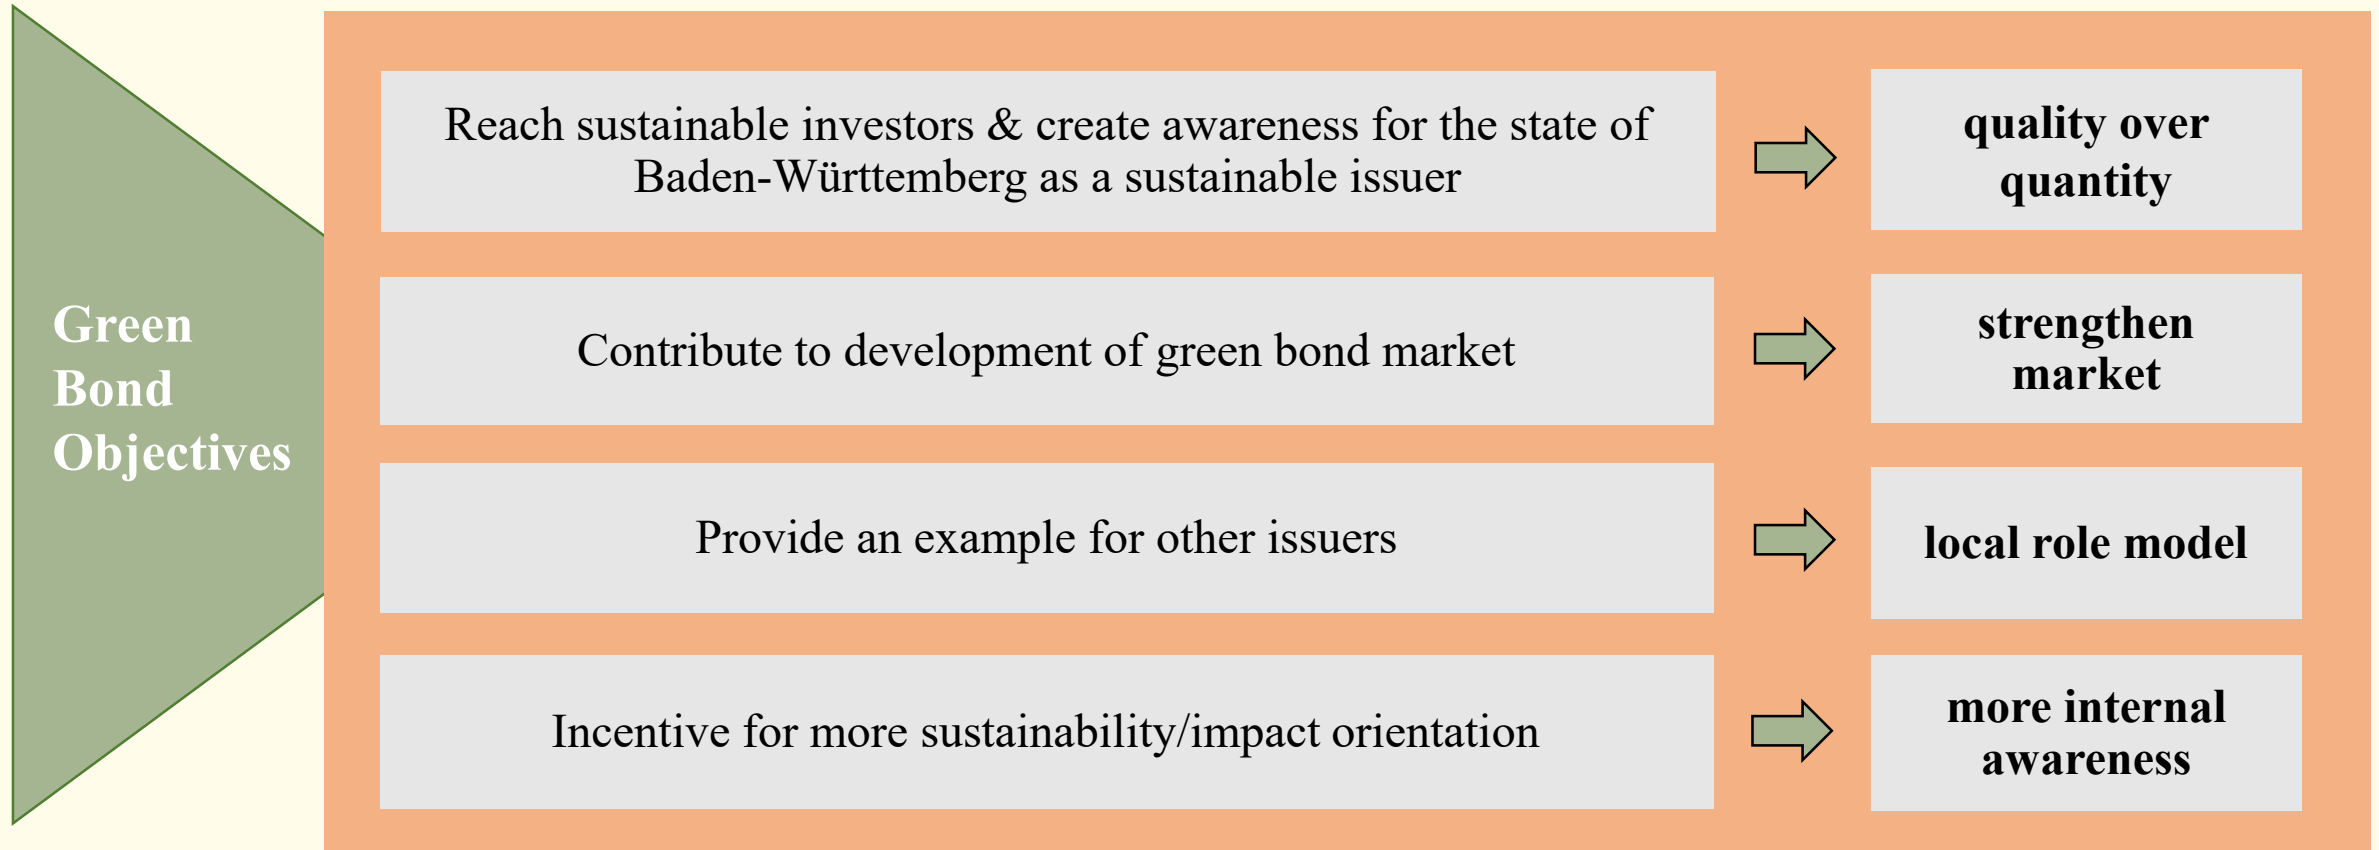 Green
Bond
Objectives
Reach sustainable investors & create awareness for the state of
Baden-Württemberg as a sustainable issuer
quality over
quantity
Contribute to development of green bond market
strengthen
market
Provide an example for other issuers
local role model
Incentive for more sustainability/impact orientation
more internal
awareness